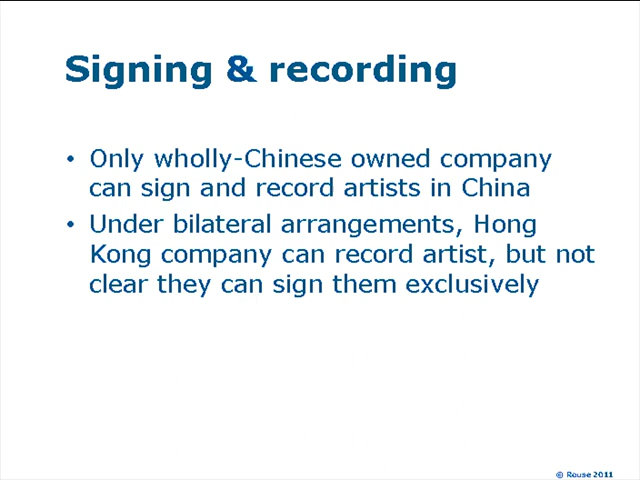 Signing & recording
• Only wholly-Chinese owned company
can sign and record artists in China
• Under bilateral arrangements, Hong
Kong company can record artist, but not
clear they can sign them exclusively
© Rouse 2011